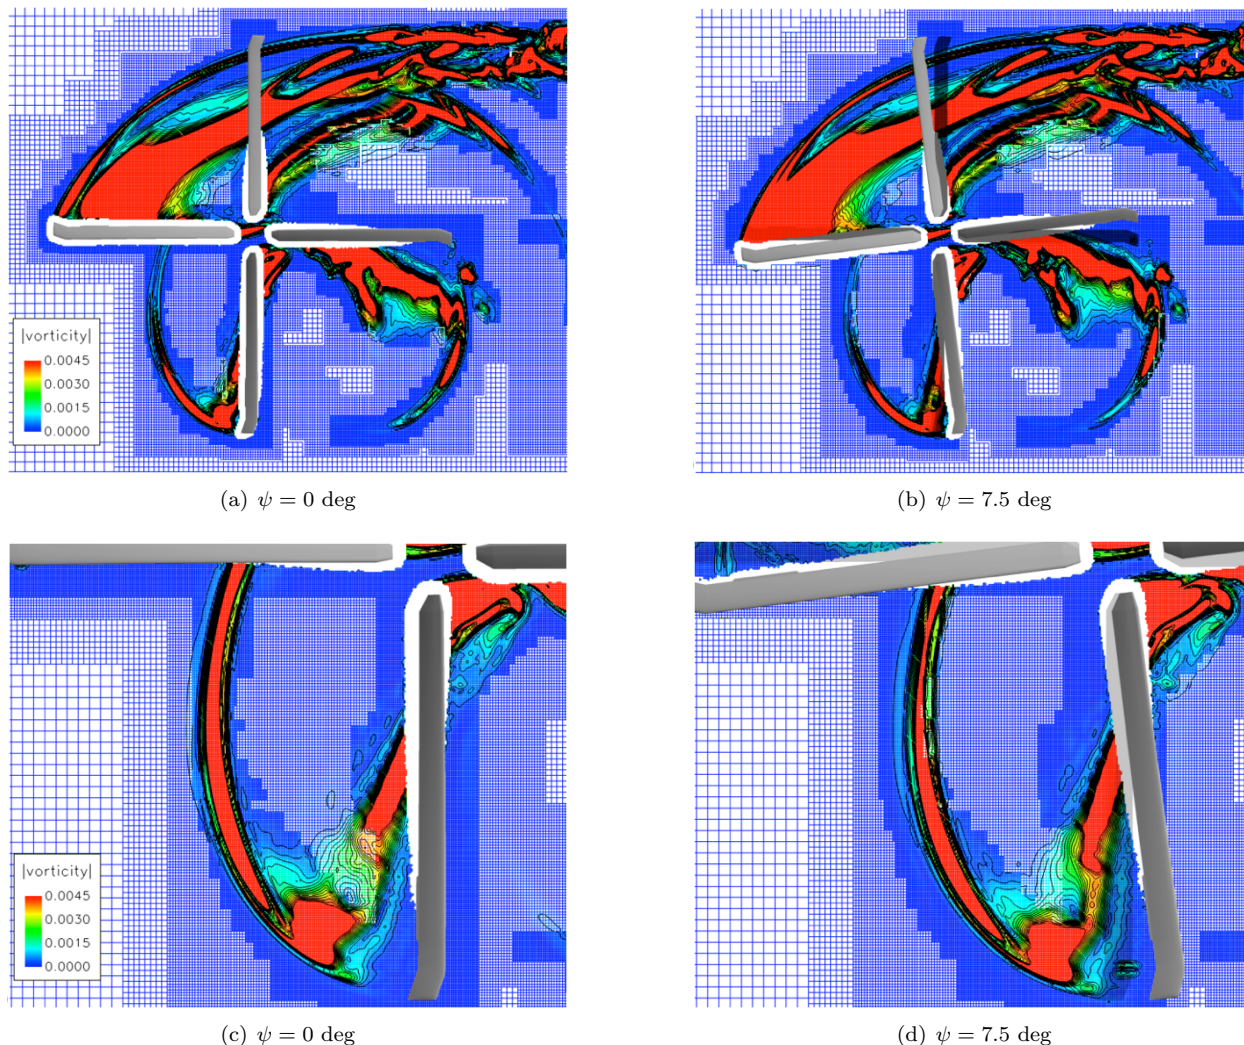 |vorticity|
0.0045
0.0030
0.0015
0.0000
(a) ψ = 0 deg
(b) ψ = 7.5 deg
|vorticity|
0.0045
0.0030
0.0015
0.0000
(c) ψ = 0 deg
(d) ψ = 7.5 deg